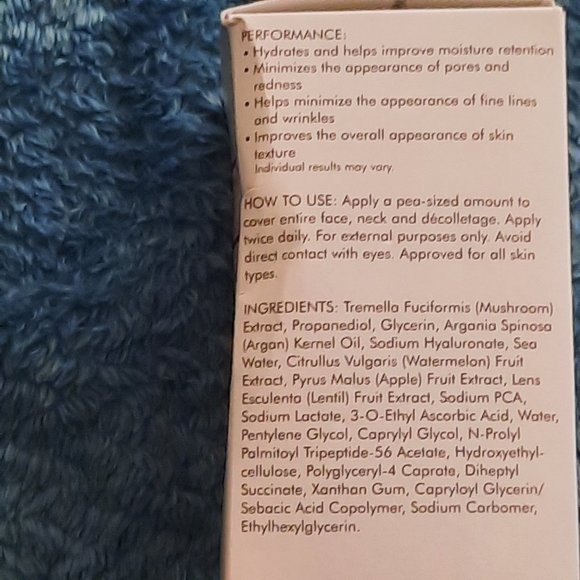 PERFORMANCE:
• Hydrates and helps improve moisture retention
• Minimizes the appearance of pores and
redness
• Helps minimize the appearance of fine lines
and wrinkles
• Improves the overall appearance of skin
texture
Individual results may vary.
HOW TO USE: Apply a pea-sized amount to
cover entire face, neck and décolletage. Apply
twice daily. For external purposes only. Avoid
direct contact with eyes. Approved for all skin
types.
INGREDIENTS: Tremella Fuciformis (Mushroom)
Extract, Propanediol, Glycerin, Argania Spinosa
(Argan) Kernel Oil, Sodium Hyaluronate, Sea
Water, Citrullus Vulgaris (Watermelon) Fruit
Extract, Pyrus Malus (Apple) Fruit Extract, Lens
Esculenta (Lentil) Fruit Extract, Sodium PCA,
Sodium Lactate, 3-O-Ethyl Ascorbic Acid, Water,
Pentylene Glycol, Caprylyl Glycol, N-Prolyl
Palmitoyl Tripeptide-56 Acetate, Hydroxyethyl-
cellulose, Polyglyceryl-4 Caprate, Diheptyl
Succinate, Xanthan Gum, Capryloyl Glycerin/
Sebacic Acid Copolymer, Sodium Carbomer,
Ethylhexylglycerin.